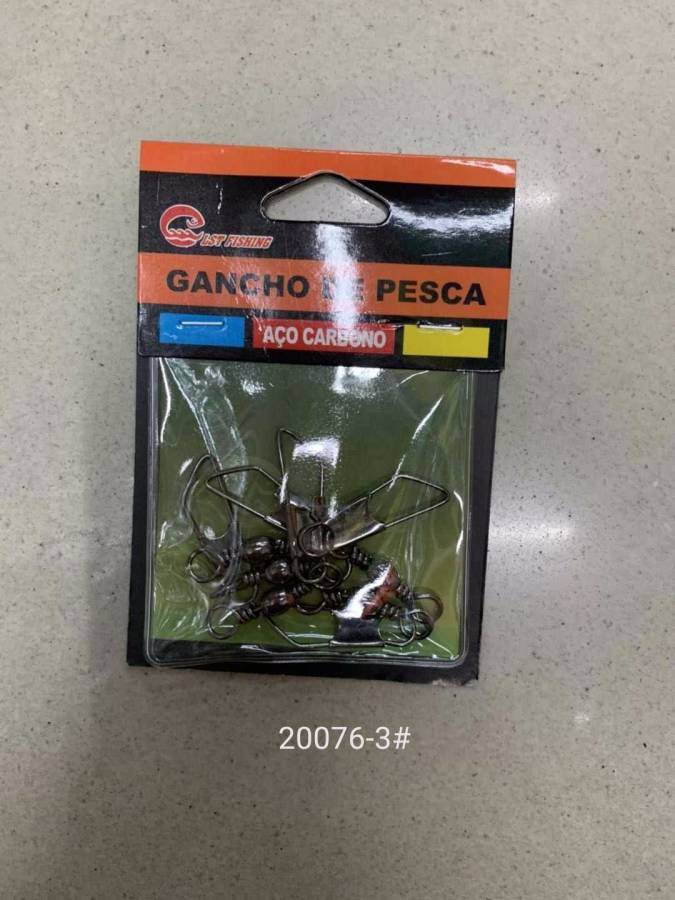 LST FISHING
GANCHO DE PESCA
AÇO CARBONO
20076-3#